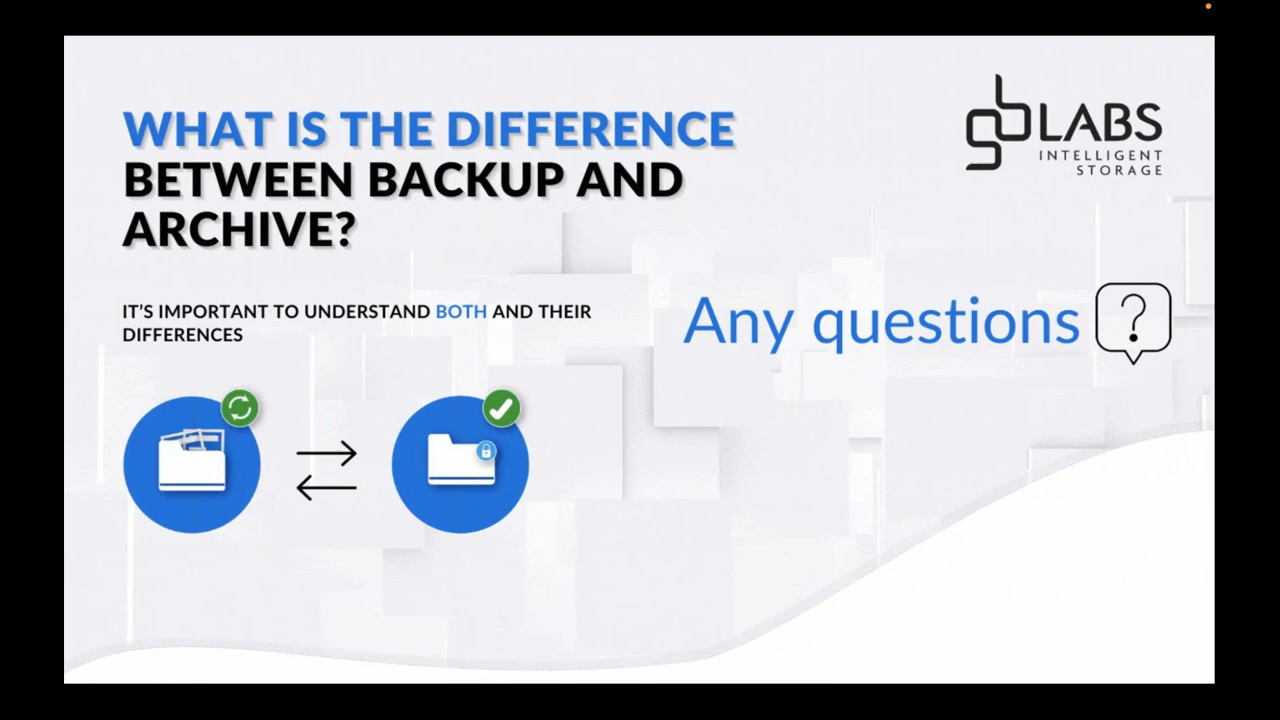 WHAT IS THE DIFFERENCE
BETWEEN BACKUP AND
ARCHIVE?
gb LABS
INTELLIGENT
STORAGE
IT'S IMPORTANT TO UNDERSTAND BOTH AND THEIR
DIFFERENCES
Any questions ?